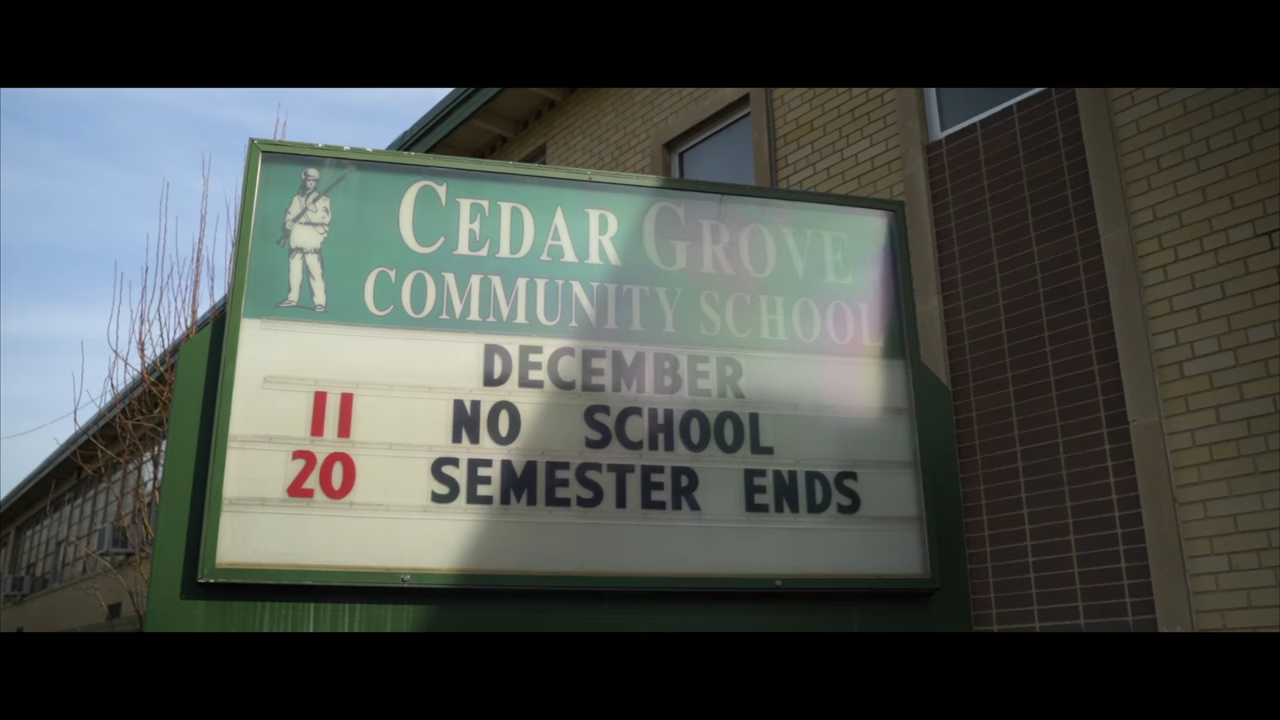 CEDAR GROVE
COMMUNITY SCHOOL
DECEMBER
11 NO SCHOOL
20 SEMESTER ENDS